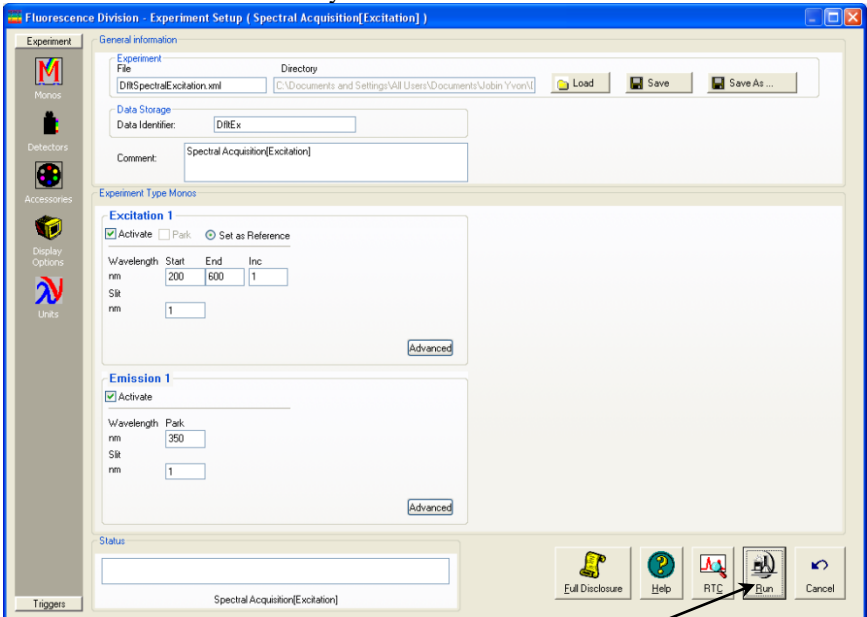 Fluorescence Division - Experiment Setup ( Spectral Acquisition[Excitation] )
Experiment
Monos
Detectors
Accessories
Display
Options
Units
Triggers
General information
Experiment
File Directory
DfltSpectralExcitation.xml C:\Documents and Settings\All Users\Documents\Jobin Yvon\ Load Save Save As ...
Data Storage
Data Identifier: DfltEx
Comment: Spectral Acquisition[Excitation]
Experiment Type Monos
Excitation 1
Activate Park Set as Reference
Wavelength Start End Inc
nm 200 600 1
Slit
nm 1
Advanced
Emission 1
Activate
Wavelength Park
nm 350
Slit
nm 1
Advanced
Status
Spectral Acquisition[Excitation]
Full Disclosure Help RTC Run Cancel